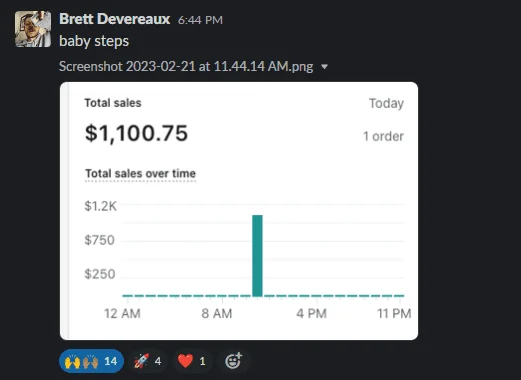 Brett Devereaux 6:44 PM
baby steps
Screenshot 2023-02-21 at 11.44.14 AM.png
Total sales Today
$1,100.75 1 order
Total sales over time
$1.2K
$750
$250
12 AM 8 AM 4 PM 11 PM
14 4 1